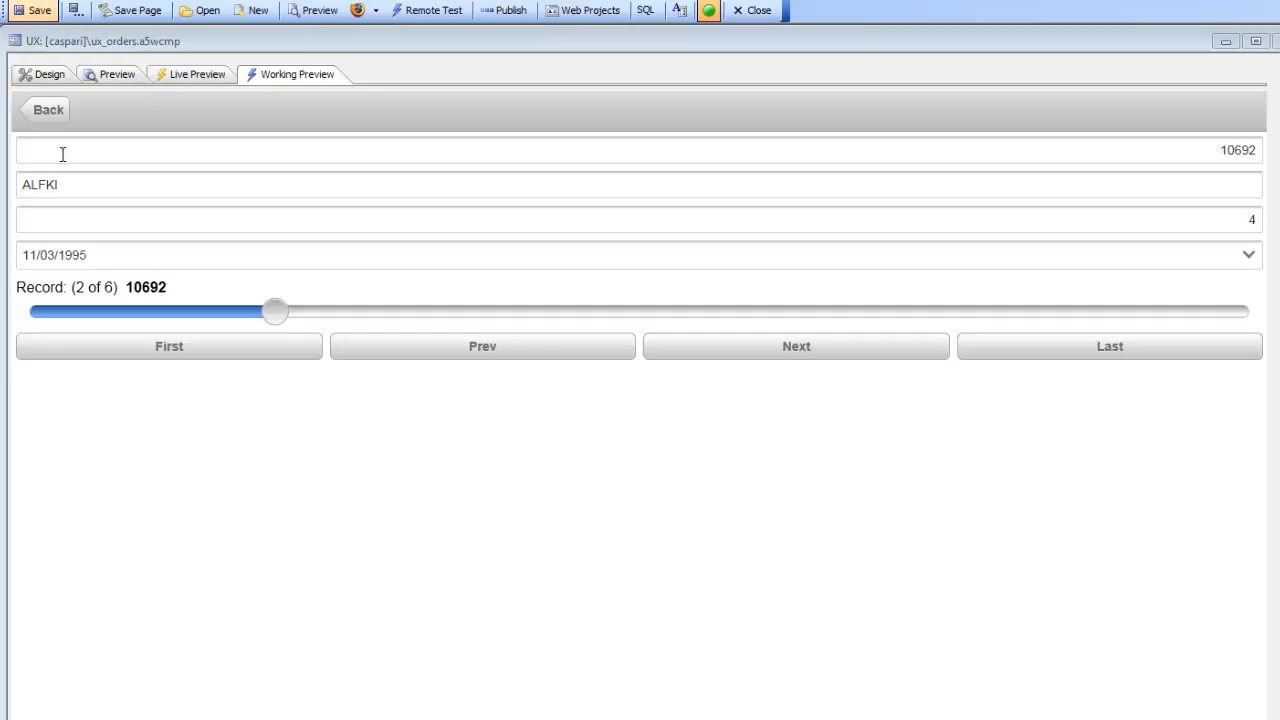 Save Save Page Open New Preview Remote Test Publish Web Projects SQL A Close
UX: [caspari]\ux_orders.a5wcmp
Design Preview Live Preview Working Preview
Back
10692
ALFKI
4
11/03/1995
Record: (2 of 6) 10692
First Prev Next Last